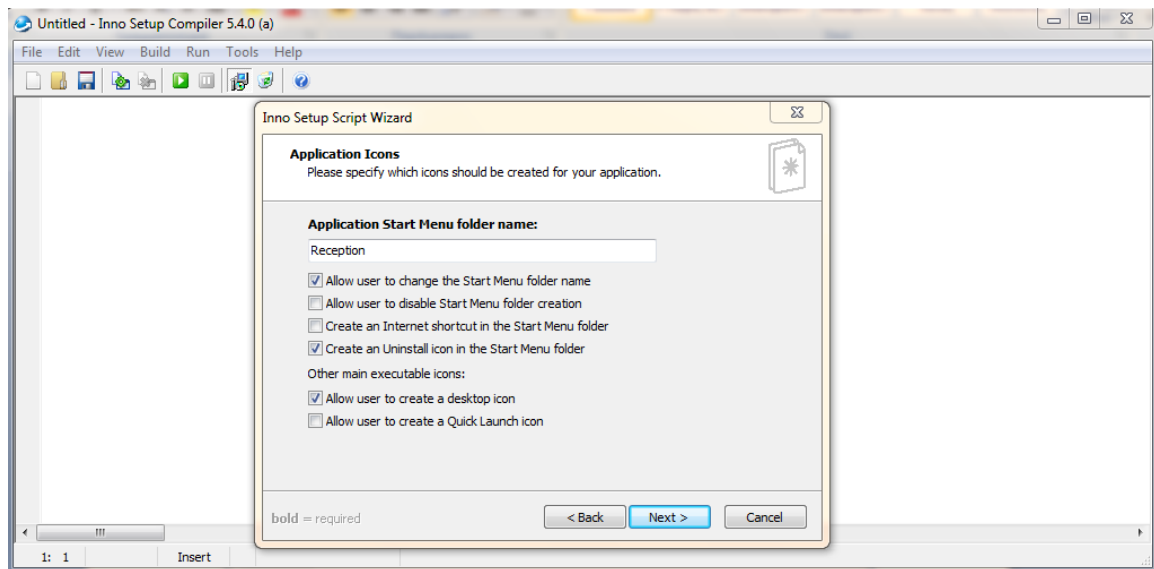 Untitled - Inno Setup Compiler 5.4.0 (a)
File Edit View Build Run Tools Help
Inno Setup Script Wizard
Application Icons
Please specify which icons should be created for your application.
Application Start Menu folder name:
Reception
Allow user to change the Start Menu folder name
Allow user to disable Start Menu folder creation
Create an Internet shortcut in the Start Menu folder
Create an Uninstall icon in the Start Menu folder
Other main executable icons:
Allow user to create a desktop icon
Allow user to create a Quick Launch icon
bold = required
< Back Next > Cancel
1: 1 Insert